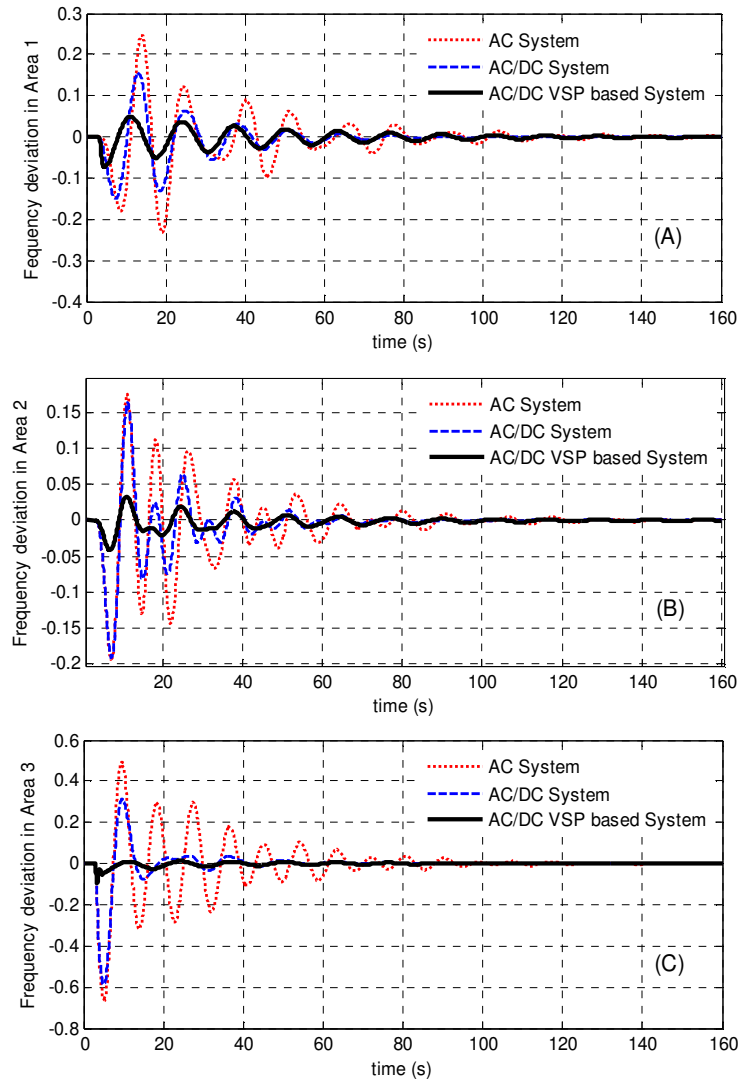 0.3
0.2
0.1
0
-0.1
-0.2
-0.3
-0.4
Fequency deviation in Area 1
AC System
AC/DC System
AC/DC VSP based System
(A)
0 20 40 60 80 100 120 140 160
time (s)
0.15
0.1
0.05
0
-0.05
-0.1
-0.15
-0.2
Frequency deviation in Area 2
AC System
AC/DC System
AC/DC VSP based System
(B)
20 40 60 80 100 120 140 160
time (s)
0.6
0.4
0.2
0
-0.2
-0.4
-0.6
-0.8
Frequency deviation in Area 3
AC System
AC/DC System
AC/DC VSP based System
(C)
0 20 40 60 80 100 120 140 160
time (s)